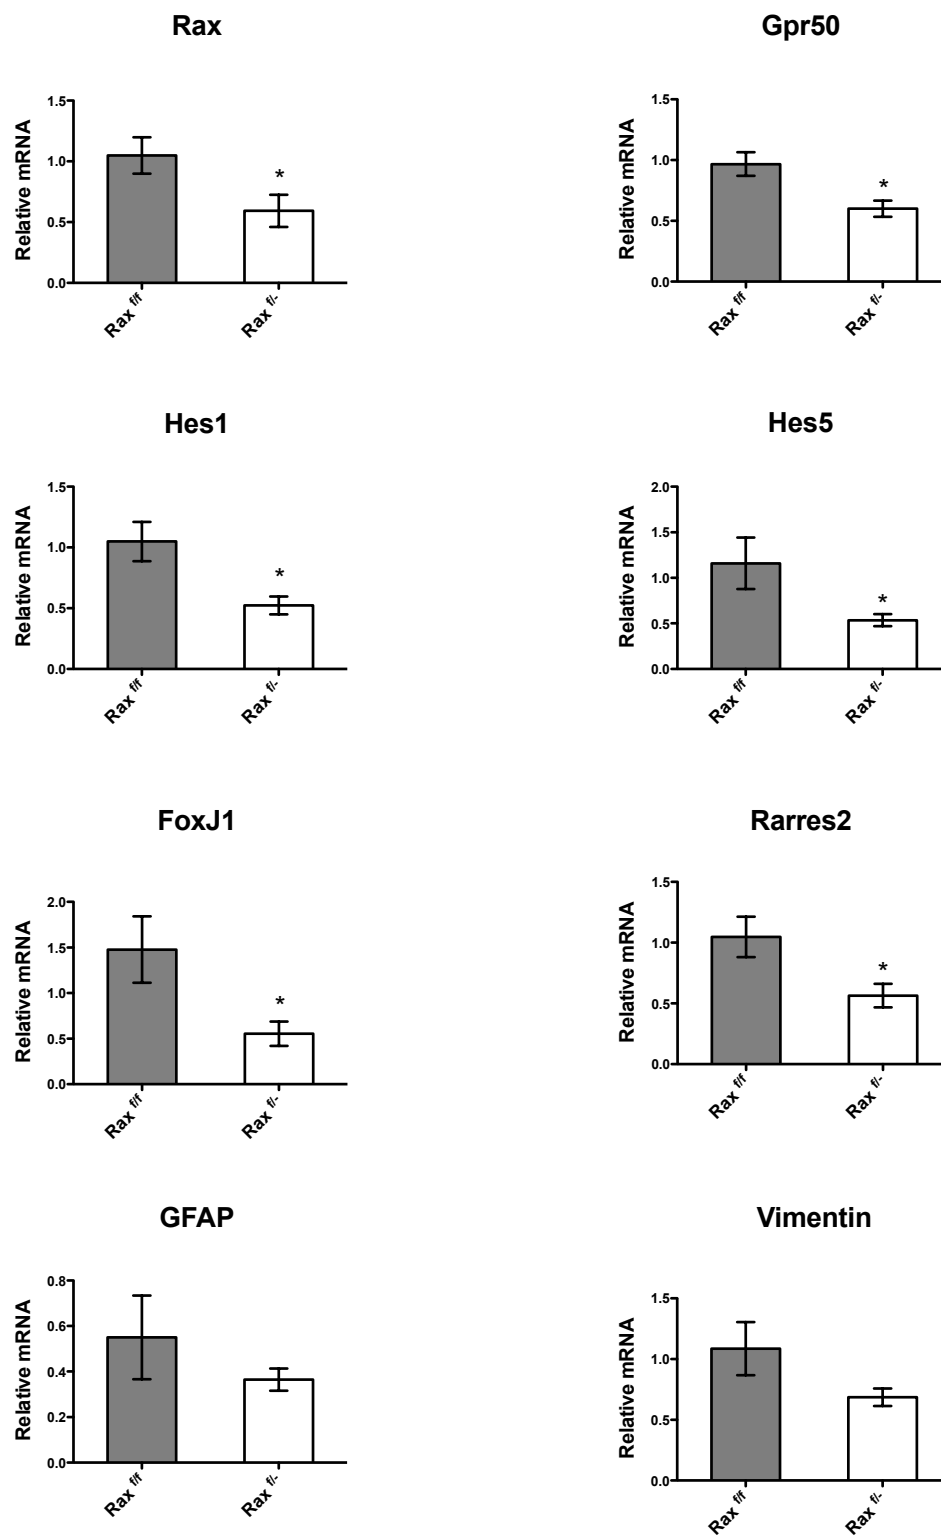 Rax
Relative mRNA
1.5
1.0
0.5
0.0
*
Rax f/f
Rax f/-
Gpr50
Relative mRNA
1.5
1.0
0.5
0.0
*
Rax f/f
Rax f/-
Hes1
Relative mRNA
1.5
1.0
0.5
0.0
*
Rax f/f
Rax f/-
Hes5
Relative mRNA
2.0
1.5
1.0
0.5
0.0
*
Rax f/f
Rax f/-
FoxJ1
Relative mRNA
2.0
1.5
1.0
0.5
0.0
*
Rax f/f
Rax f/-
Rarres2
Relative mRNA
1.5
1.0
0.5
0.0
*
Rax f/f
Rax f/-
GFAP
Relative mRNA
0.8
0.6
0.4
0.2
0.0
Rax f/f
Rax f/-
Vimentin
Relative mRNA
1.5
1.0
0.5
0.0
Rax f/f
Rax f/-